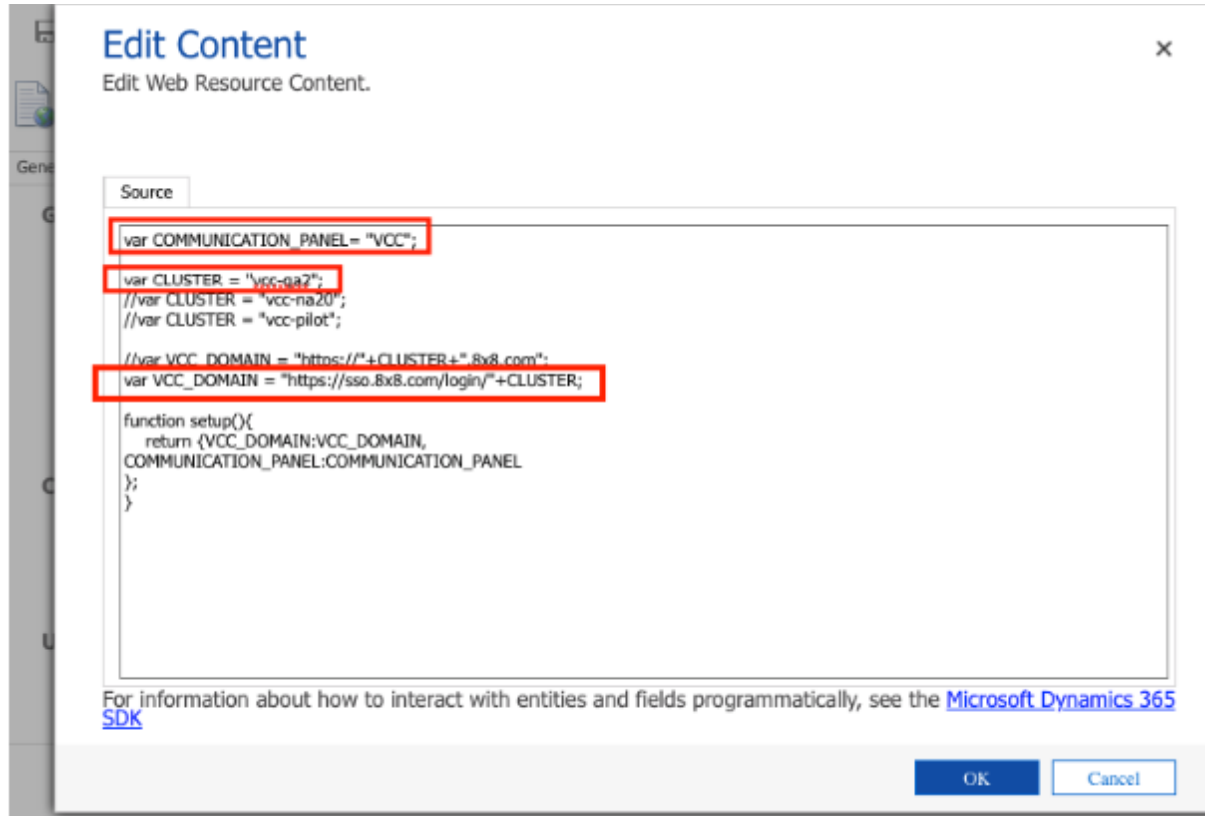 Edit Content
Edit Web Resource Content.
Gene
Source
var COMMUNICATION_PANEL= "VCC";
var CLUSTER = "vcc-qa2";
//var CLUSTER = "vcc-na20";
//var CLUSTER = "vcc-pilot";
//var VCC_DOMAIN = "https://"+CLUSTER+".8x8.com";
var VCC_DOMAIN = "https://sso.8x8.com/login/"+CLUSTER;
function setup(){
return {VCC_DOMAIN:VCC_DOMAIN,
COMMUNICATION_PANEL:COMMUNICATION_PANEL
};
}
For information about how to interact with entities and fields programmatically, see the Microsoft Dynamics 365
SDK
OK Cancel